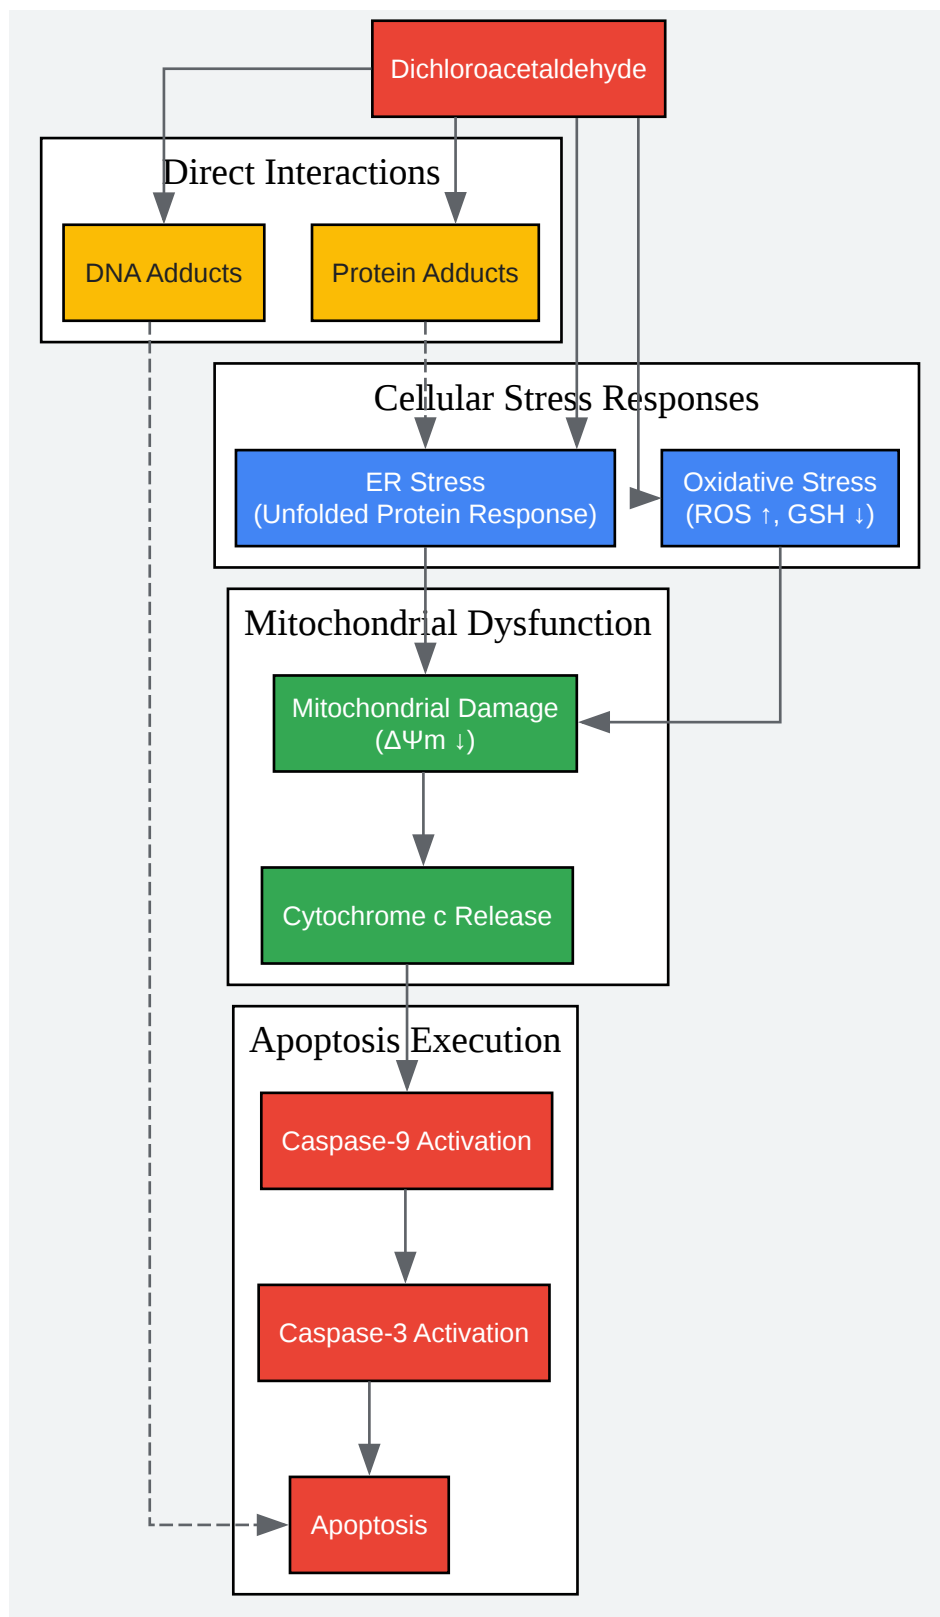 Dichloroacetaldehyde
Direct Interactions
DNA Adducts
Protein Adducts
Cellular Stress Responses
ER Stress
(Unfolded Protein Response)
Oxidative Stress
(ROS ↑, GSH ↓)
Mitochondrial Dysfunction
Mitochondrial Damage
(ΔΨm ↓)
Cytochrome c Release
Apoptosis Execution
Caspase-9 Activation
Caspase-3 Activation
Apoptosis